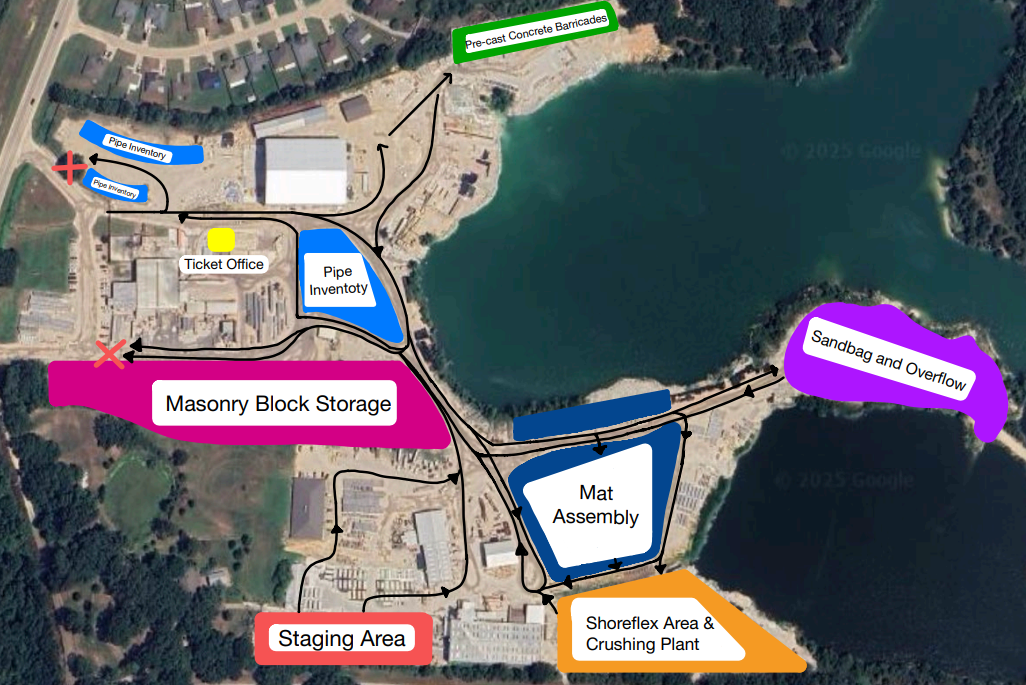 Pre-cast Concrete Barricades
Pipe Inventory
Pipe Inventory
© 2025 Google
Ticket Office
Pipe
Inventoty
Sandbag and Overflow
Masonry Block Storage
© 2025 Google
Mat
Assembly
Staging Area
Shoreflex Area &
Crushing Plant